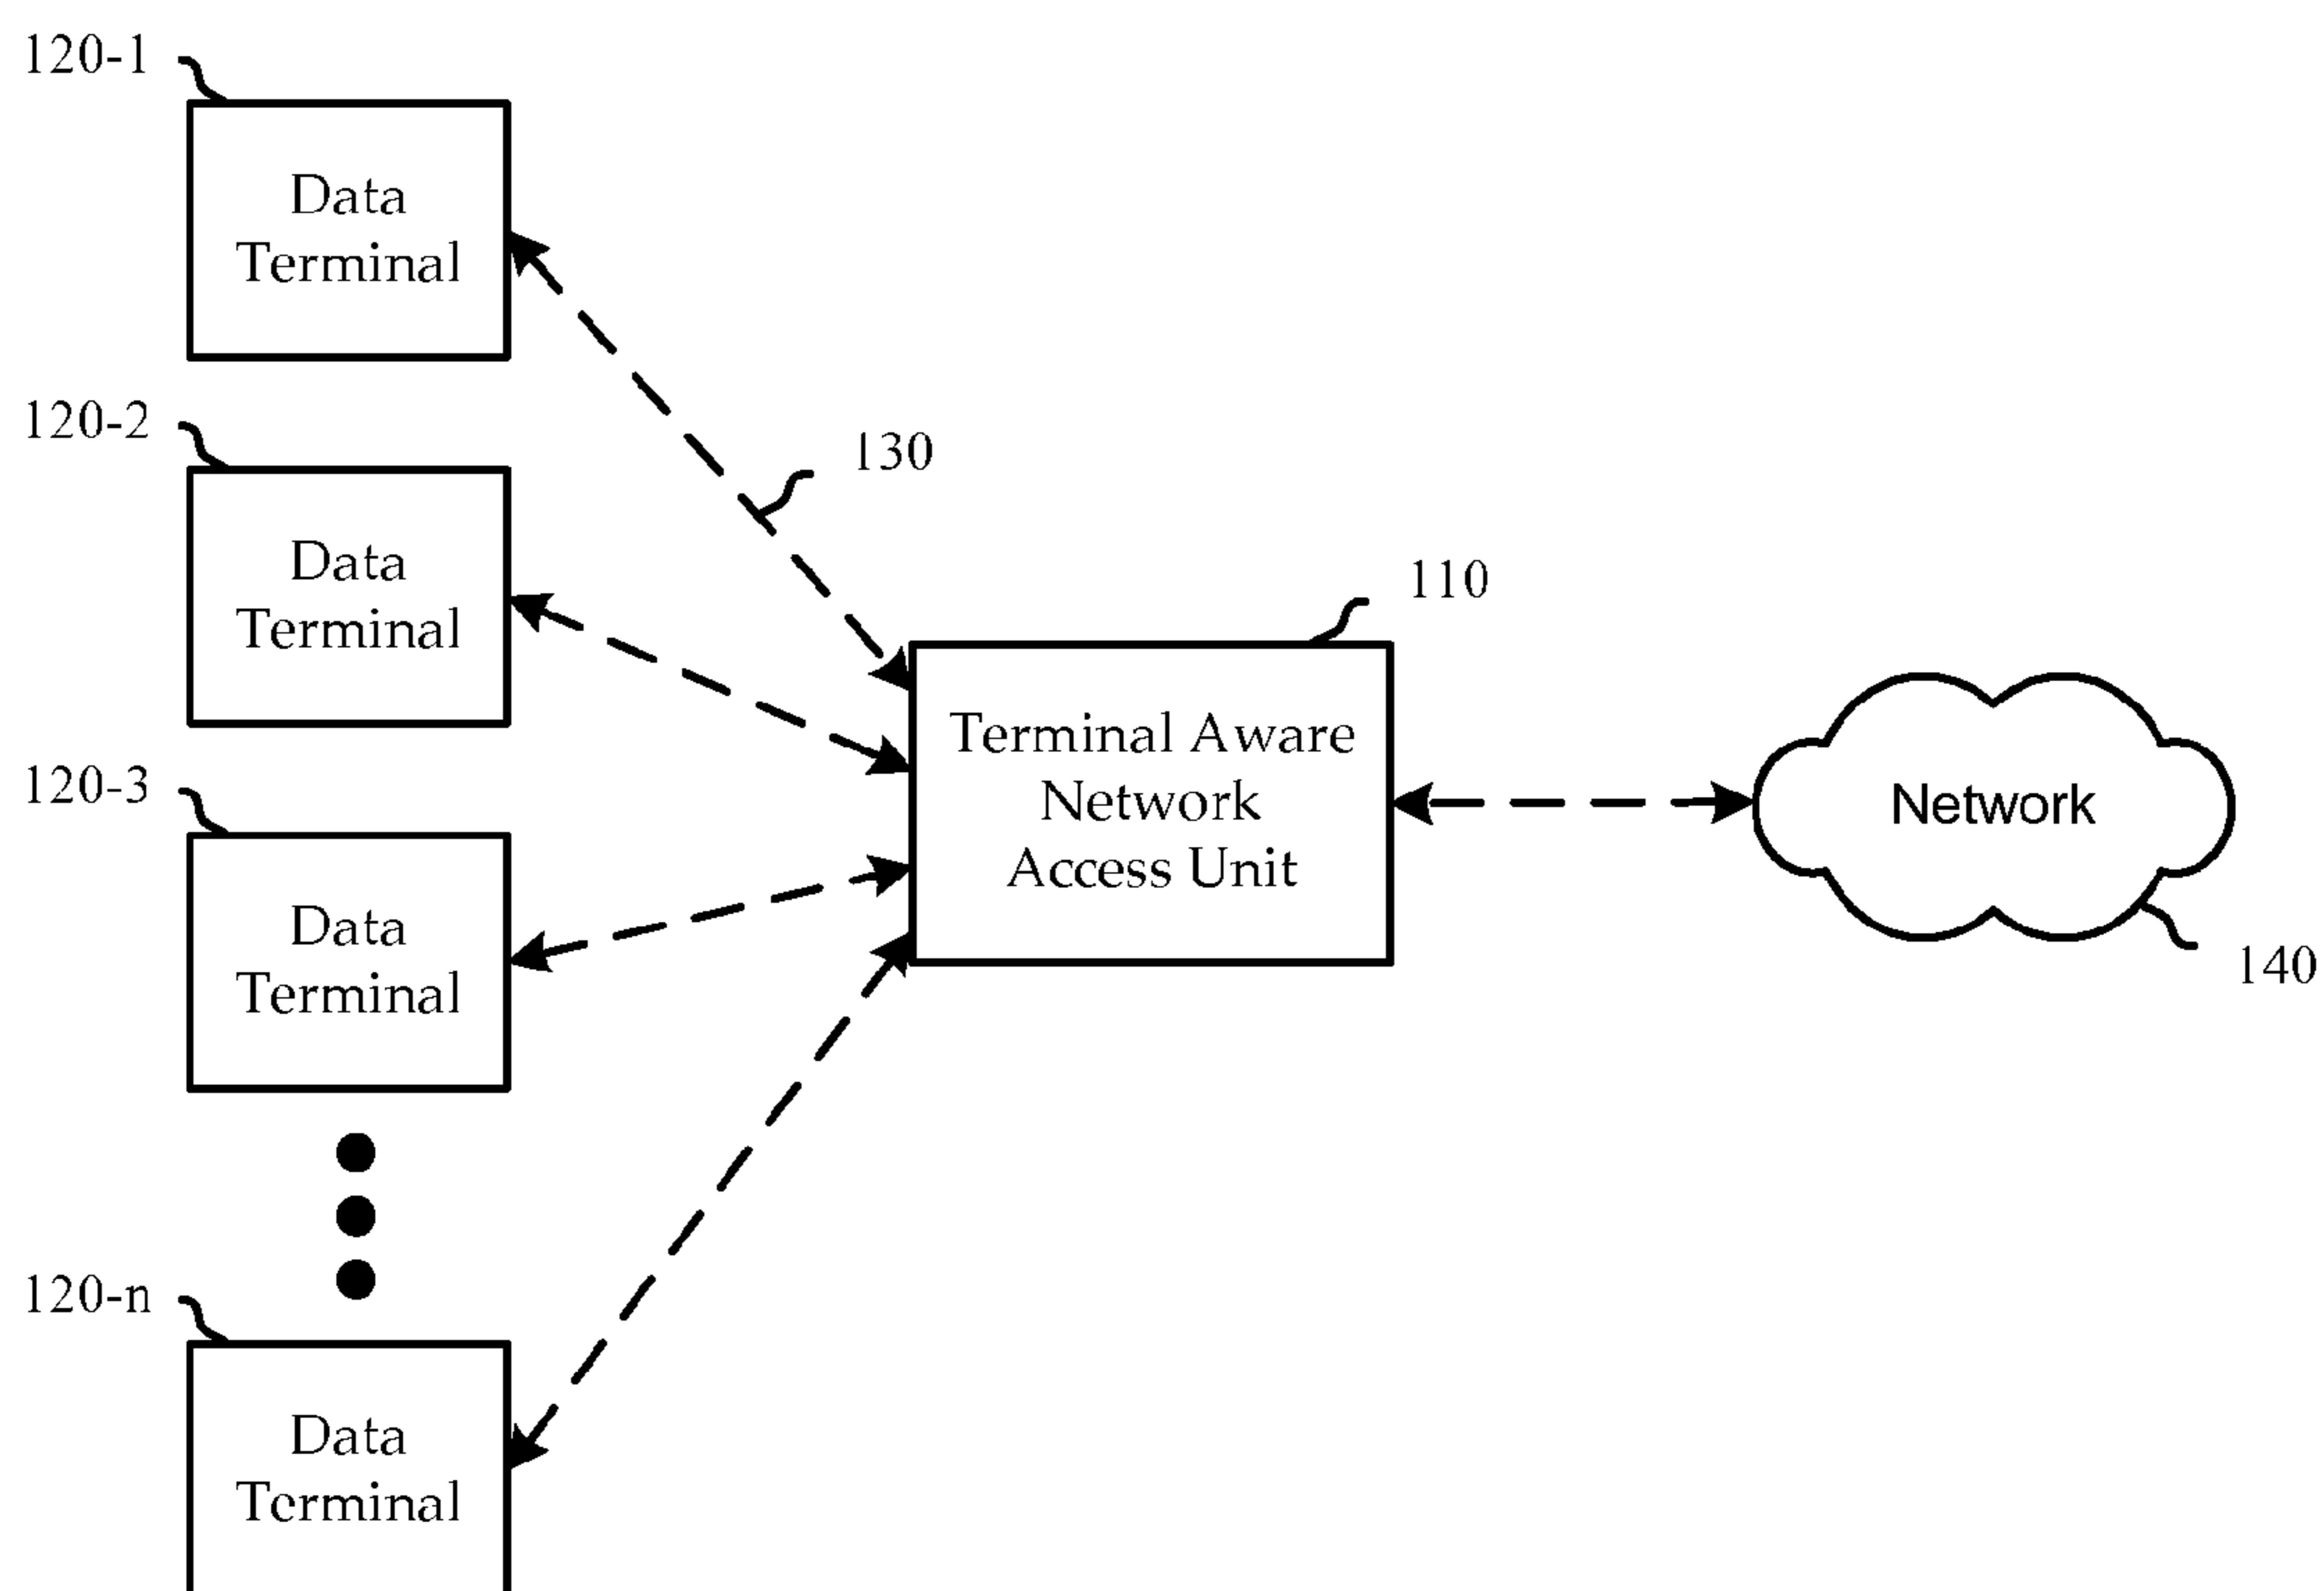 120-1
Data
Terminal
120-2
Data
Terminal
130
110
120-3
Data
Terminal
Terminal Aware
Network
Access Unit
Network
140
120-n
Data
Terminal